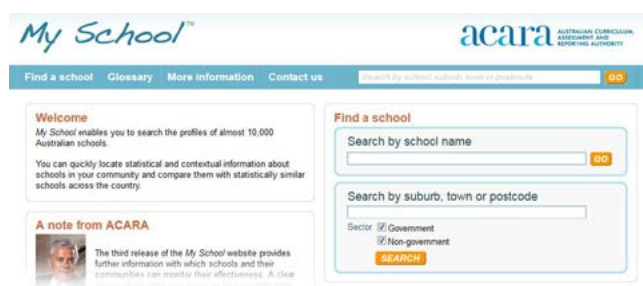 My School™
acara AUSTRALIAN CURRICULUM,
ASSESSMENT AND
REPORTING AUTHORITY
Find a school Glossary More information Contact us Search by school, suburb, town or postcode GO
Welcome
My School enables you to search the profiles of almost 10,000
Australian schools.
You can quickly locate statistical and contextual information about
schools in your community and compare them with statistically similar
schools across the country.
A note from ACARA
The third release of the My School website provides
further information with which schools and their
communities can monitor their effectiveness. A clear
Find a school
Search by school name
GO
Search by suburb, town or postcode
Sector Government
Non-government
SEARCH